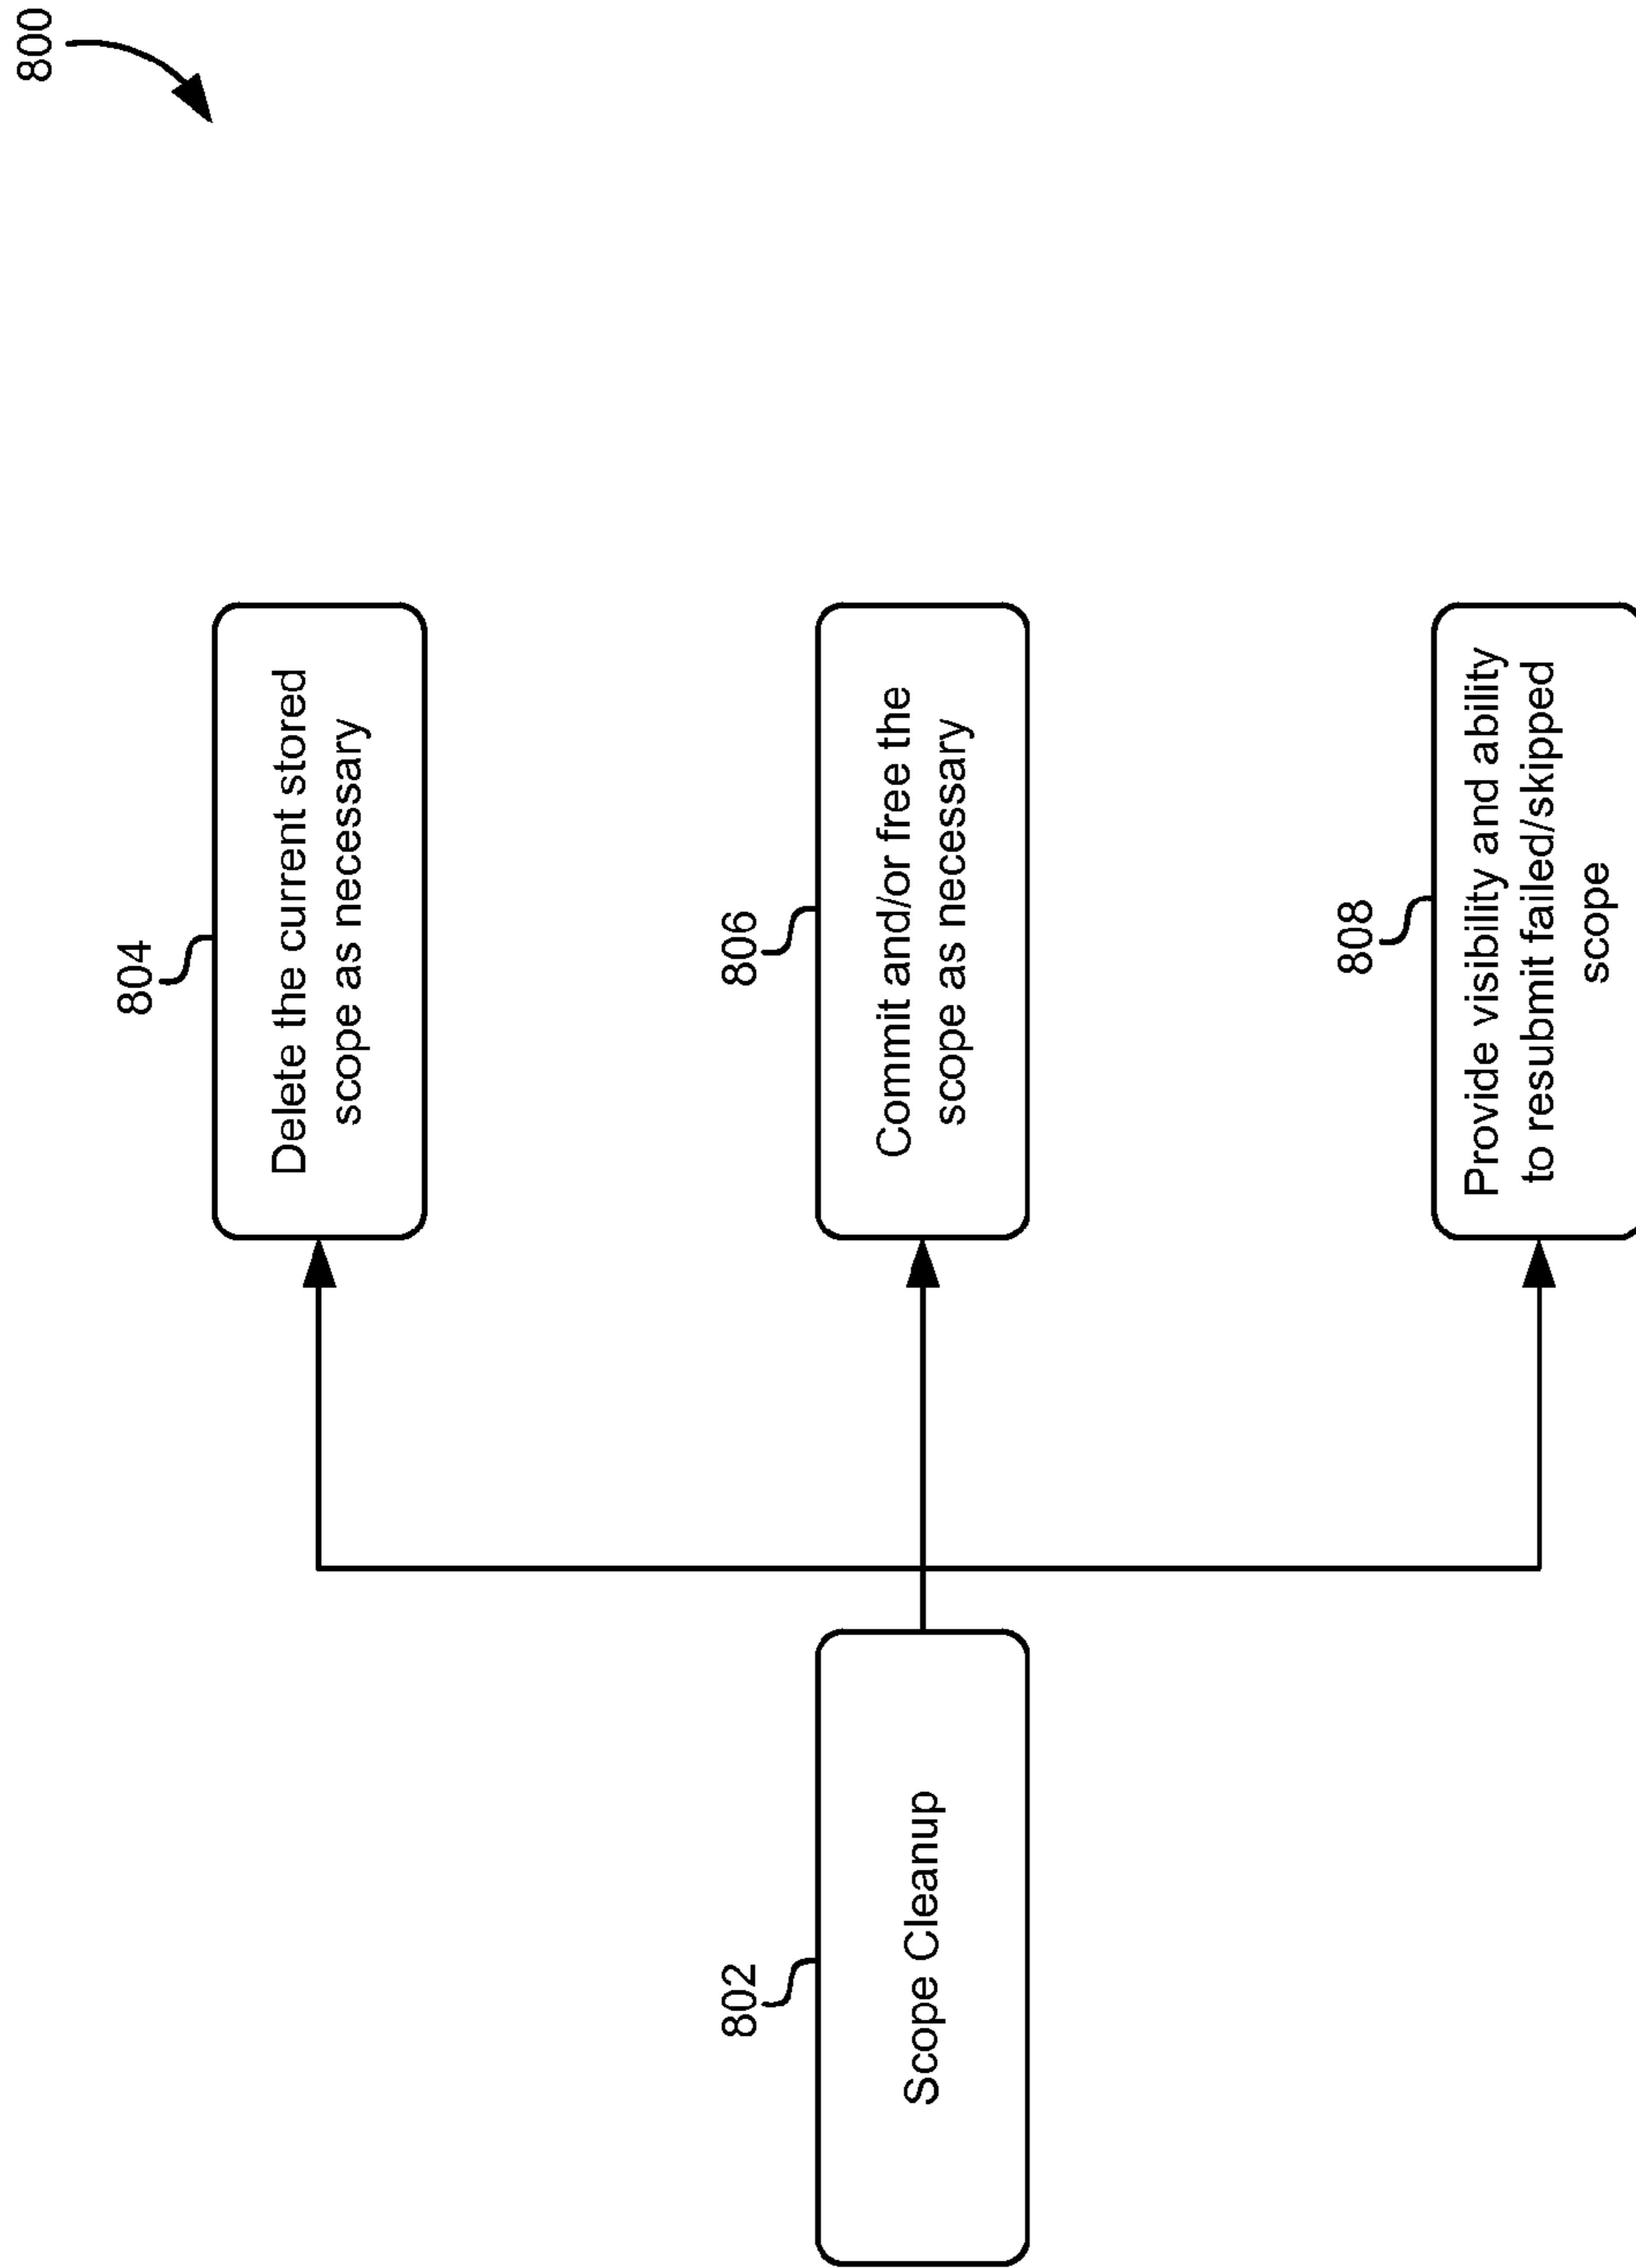 800
802
Scope Cleanup
804
Delete the current stored
scope as necessary
806
Commit and/or free the
scope as necessary
808
Provide visibility and ability
to resubmit failed/skipped
scope